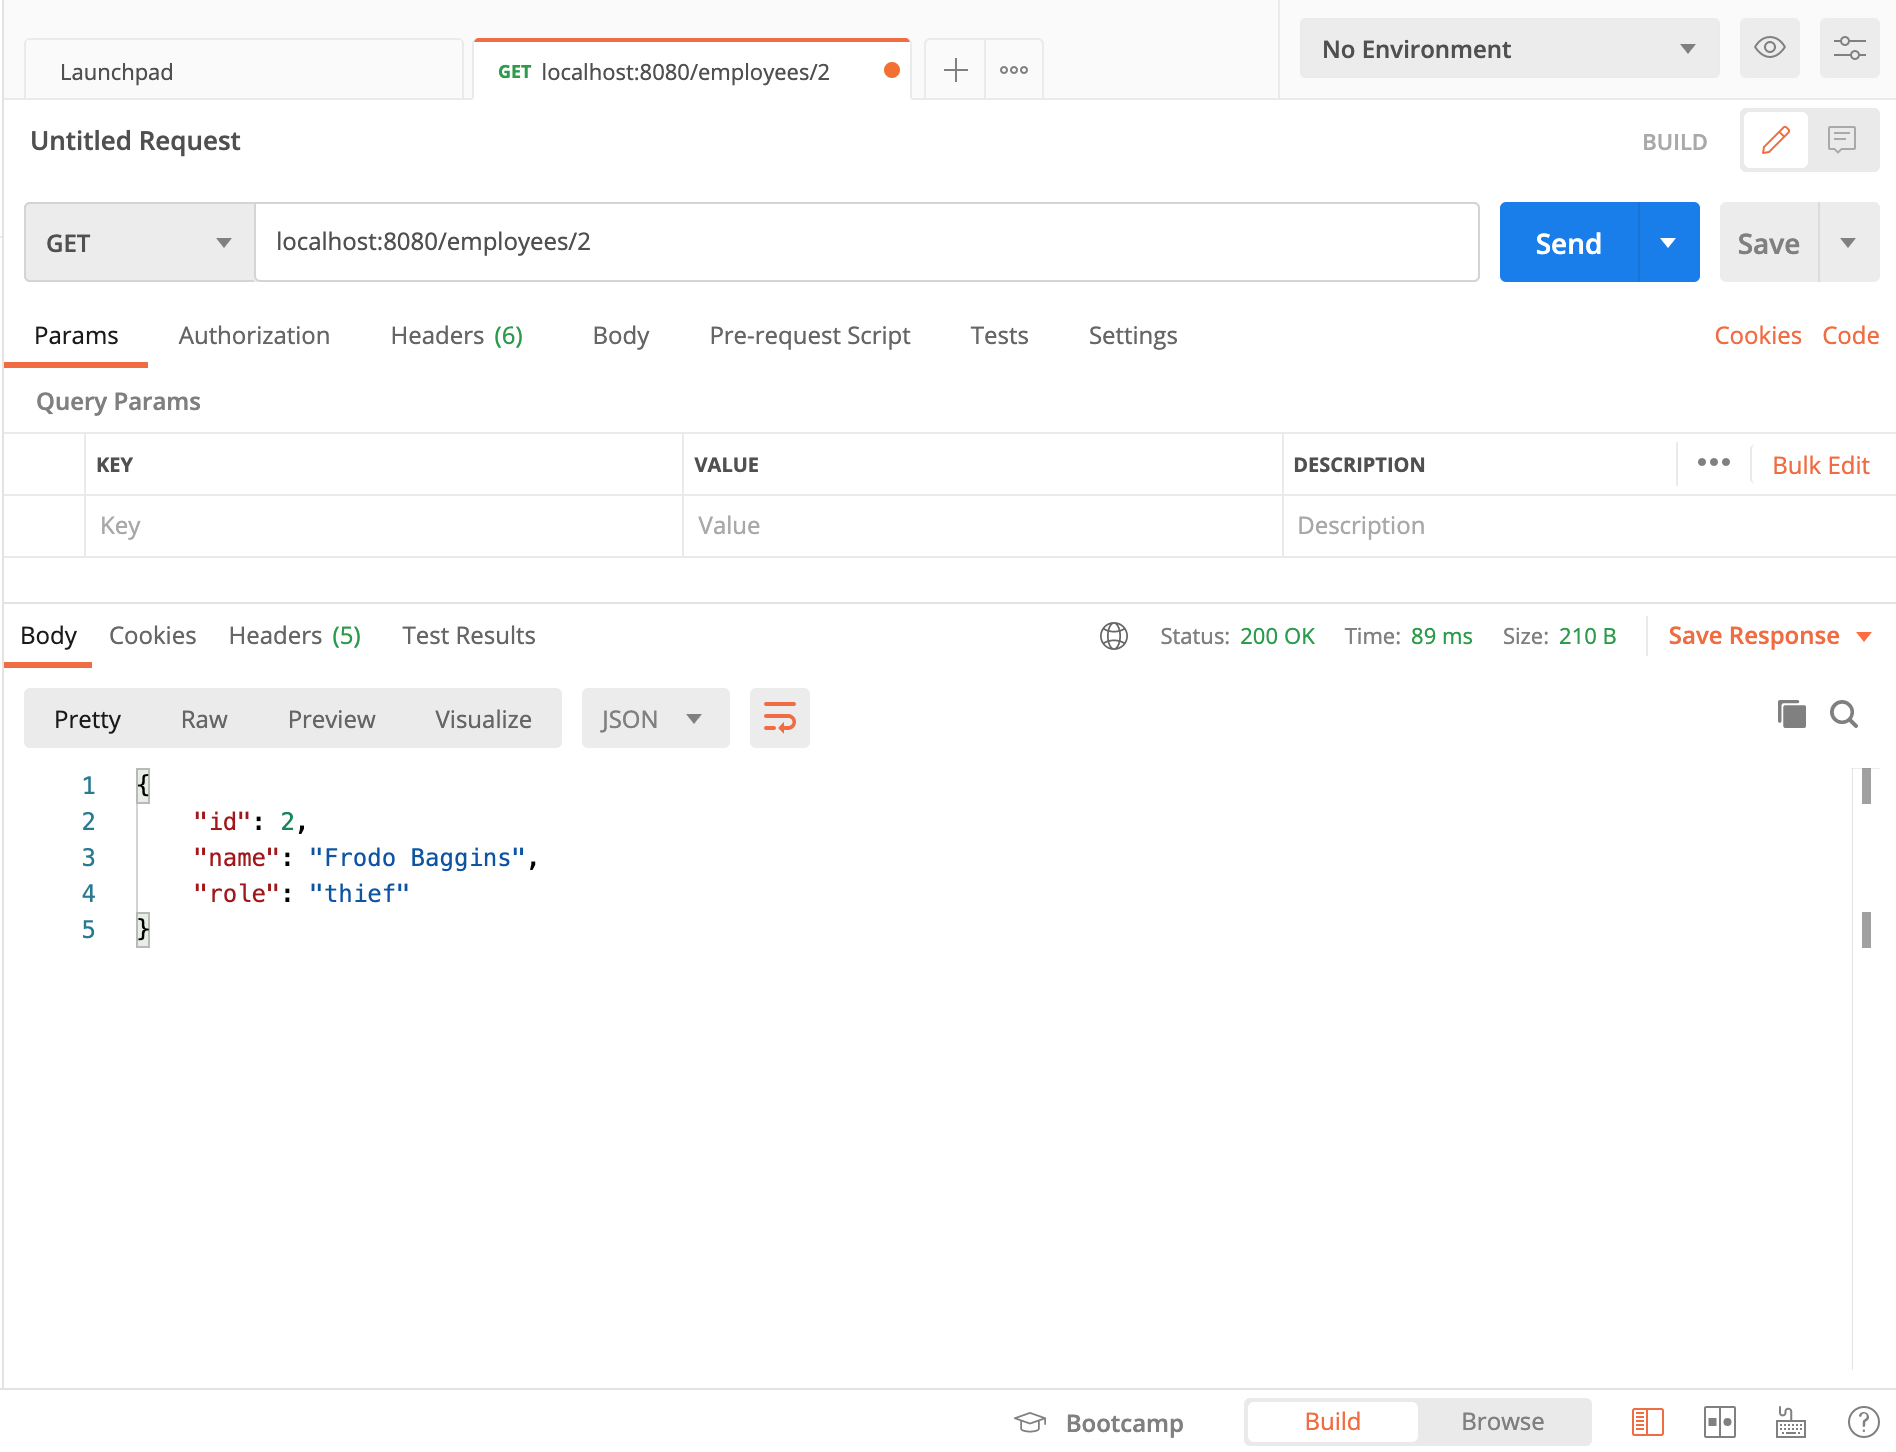 Launchpad
GET localhost:8080/employees/2
No Environment
Untitled Request
BUILD
GET
localhost:8080/employees/2
Send
Save
Params Authorization Headers (6) Body Pre-request Script Tests Settings Cookies Code
Query Params
KEY VALUE DESCRIPTION Bulk Edit
Key Value Description
Body Cookies Headers (5) Test Results Status: 200 OK Time: 89 ms Size: 210 B Save Response
Pretty Raw Preview Visualize JSON
1 {
2 "id": 2,
3 "name": "Frodo Baggins",
4 "role": "thief"
5 }
Bootcamp Build Browse ?